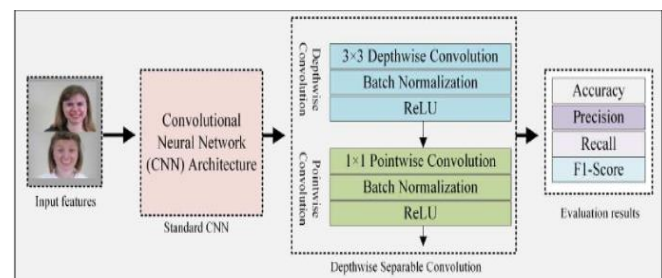 Input features
Convolutional
Neural Network
(CNN) Architecture
Standard CNN
Depthwise
Convolution
3×3 Depthwise Convolution
Batch Normalization
ReLU
Pointwise
Convolution
1×1 Pointwise Convolution
Batch Normalization
ReLU
Depthwise Separable Convolution
Accuracy
Precision
Recall
F1-Score
Evaluation results